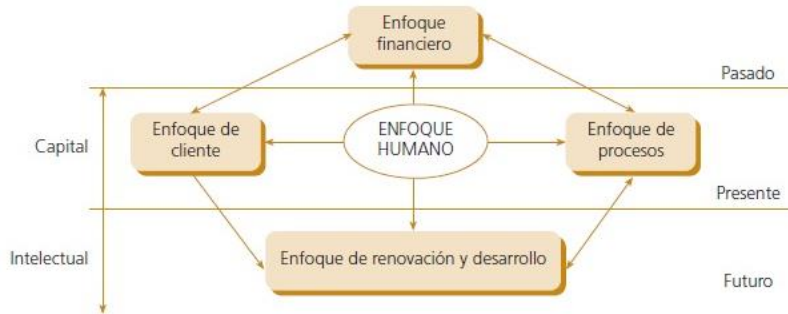 Enfoque
financiero
Pasado
Enfoque de
cliente
ENFOQUE
HUMANO
Enfoque de
procesos
Capital
Presente
Intelectual
Enfoque de renovación y desarrollo
Futuro